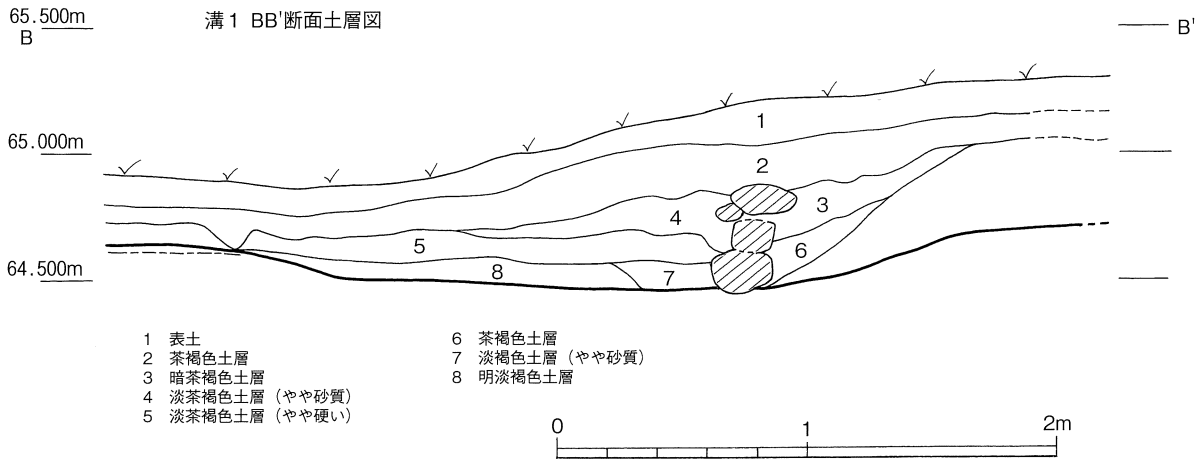 65.500m
B
溝1 BB'断面土層図
B'
65.000m
64.500m
1
2
3
4
5
6
7
8
1 表土
2 茶褐色土層
3 暗茶褐色土層
4 淡茶褐色土層（やや砂質）
5 淡茶褐色土層（やや硬い）
6 茶褐色土層
7 淡褐色土層（やや砂質）
8 明淡褐色土層
0 1 2m